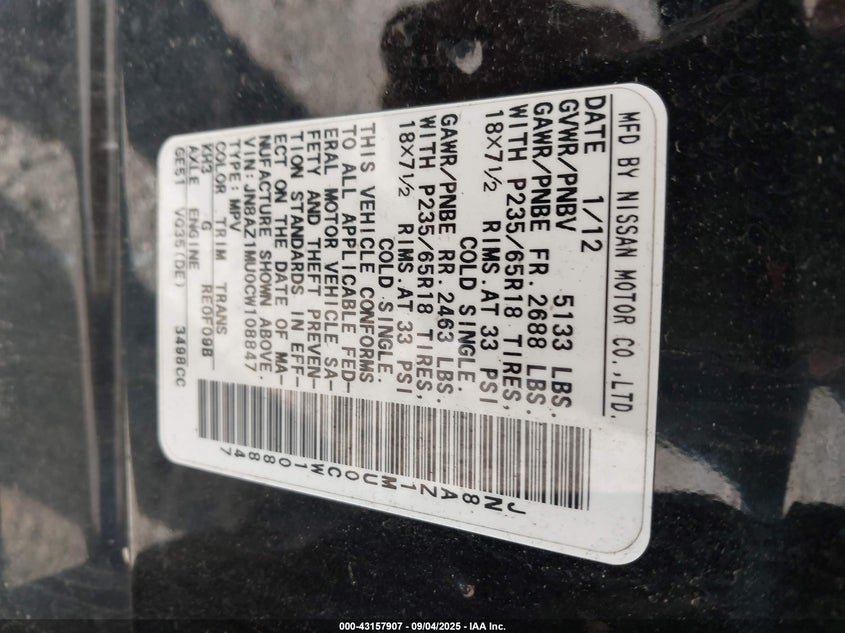 MFD BY NISSAN MOTOR CO.,LTD.
DATE 1/12
GVWR/PNBV 5133 LBS.
GAWR/PNBE FR. 2688 LBS.
WITH P235/65R18 TIRES,
18X7½ RIMS.AT 33 PSI
COLD SINGLE.
GAWR/PNBE RR. 2463 LBS.
WITH P235/65R18 TIRES,
18X7½ RIMS.AT 33 PSI
COLD SINGLE.
THIS VEHICLE CONFORMS
TO ALL APPLICABLE FED-
ERAL MOTOR VEHICLE SA-
FETY AND THEFT PREVEN-
TION STANDARDS IN EFF-
ECT ON THE DATE OF MA-
NUFACTURE SHOWN ABOVE.
VIN: JN8AZ1MU0CW108847
TYPE: MPV
COLOR TRIM TRANS
KH3 G RE0F09B
AXLE ENGINE
GE51 VQ35(DE) 3498CC
JN8AZ1MU0CW108847
000-43157907 - 09/04/2025 - IAA Inc.